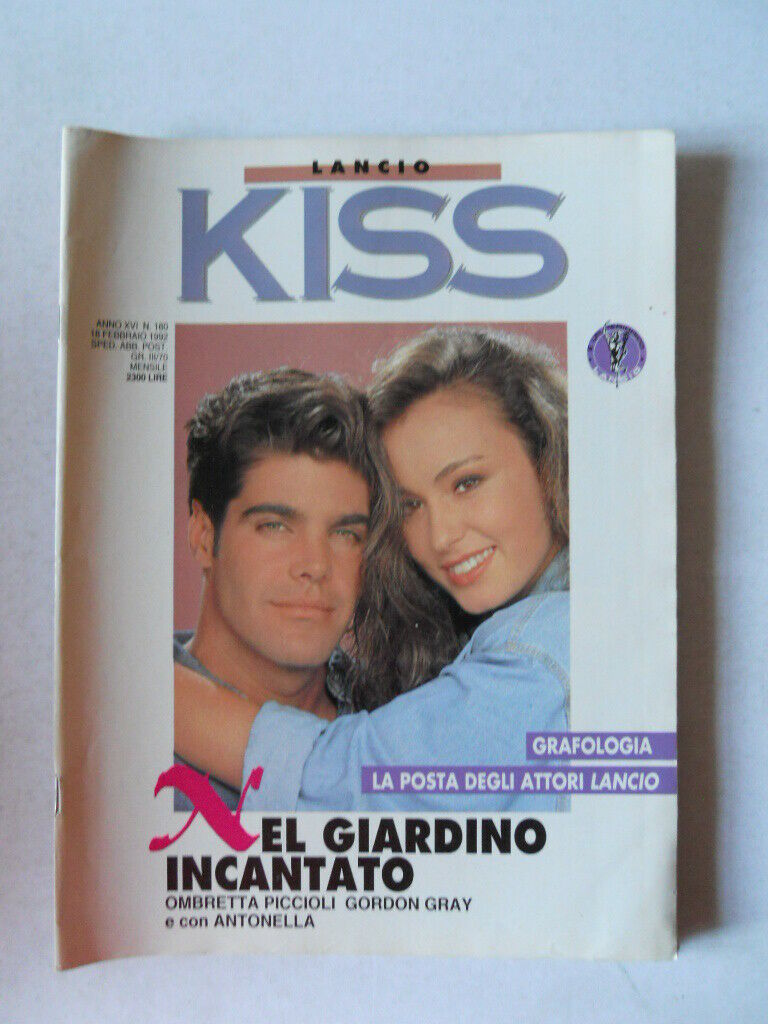 LANCIO
KISS
ANNO XVI N. 180
18 FEBBRAIO 1992
SPED. ABB. POST.
GR. III/70
MENSILE
2300 LIRE
LANCIO
GRAFOLOGIA
LA POSTA DEGLI ATTORI LANCIO
NEL GIARDINO
INCANTATO
OMBRETTA PICCIOLI GORDON GRAY
e con ANTONELLA